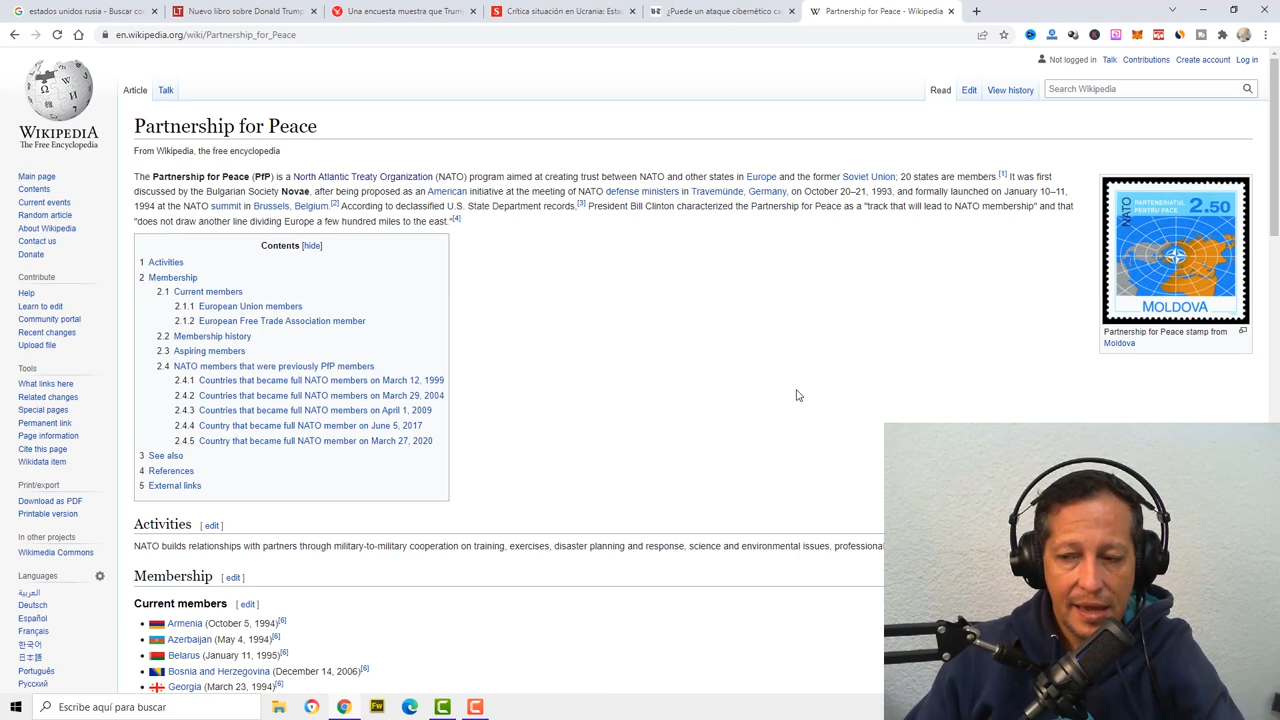 estados unidos rusia - Buscar co
Nuevo libro sobre Donald Trump
Una encuesta muestra que Trum
Crítica situación en Ucrania: Esta
¿Puede un ataque cibernético ca
Partnership for Peace - Wikipedia
en.wikipedia.org/wiki/Partnership_for_Peace
Not logged in Talk Contributions Create account Log in
Article Talk
Read Edit View history
Search Wikipedia
WIKIPEDIA
The Free Encyclopedia
Main page
Contents
Current events
Random article
About Wikipedia
Contact us
Donate
Contribute
Help
Learn to edit
Community portal
Recent changes
Upload file
Tools
What links here
Related changes
Special pages
Permanent link
Page information
Cite this page
Wikidata item
Print/export
Download as PDF
Printable version
In other projects
Wikimedia Commons
Languages
العربية
Deutsch
Español
Français
한국어
日本語
Português
Русский
Partnership for Peace
From Wikipedia, the free encyclopedia
The Partnership for Peace (PfP) is a North Atlantic Treaty Organization (NATO) program aimed at creating trust between NATO and other states in Europe and the former Soviet Union; 20 states are members.[1] It was first
discussed by the Bulgarian Society Novae, after being proposed as an American initiative at the meeting of NATO defense ministers in Travemünde, Germany, on October 20–21, 1993, and formally launched on January 10–11,
1994 at the NATO summit in Brussels, Belgium.[2] According to declassified U.S. State Department records,[3] President Bill Clinton characterized the Partnership for Peace as a "track that will lead to NATO membership" and that
"does not draw another line dividing Europe a few hundred miles to the east."[4]
Contents [hide]
1 Activities
2 Membership
2.1 Current members
2.1.1 European Union members
2.1.2 European Free Trade Association member
2.2 Membership history
2.3 Aspiring members
2.4 NATO members that were previously PfP members
2.4.1 Countries that became full NATO members on March 12, 1999
2.4.2 Countries that became full NATO members on March 29, 2004
2.4.3 Countries that became full NATO members on April 1, 2009
2.4.4 Country that became full NATO member on June 5, 2017
2.4.5 Country that became full NATO member on March 27, 2020
3 See also
4 References
5 External links
NATO
PARTENERIATUL
PENTRU PACE
2.50
MOLDOVA
Partnership for Peace stamp from
Moldova
Activities [ edit ]
NATO builds relationships with partners through military-to-military cooperation on training, exercises, disaster planning and response, science and environmental issues, professional
Membership [ edit ]
Current members [ edit ]
Armenia (October 5, 1994)[6]
Azerbaijan (May 4, 1994)[6]
Belarus (January 11, 1995)[6]
Bosnia and Herzegovina (December 14, 2006)[6]
Georgia (March 23, 1994)[6]
Escribe aquí para buscar
Fw